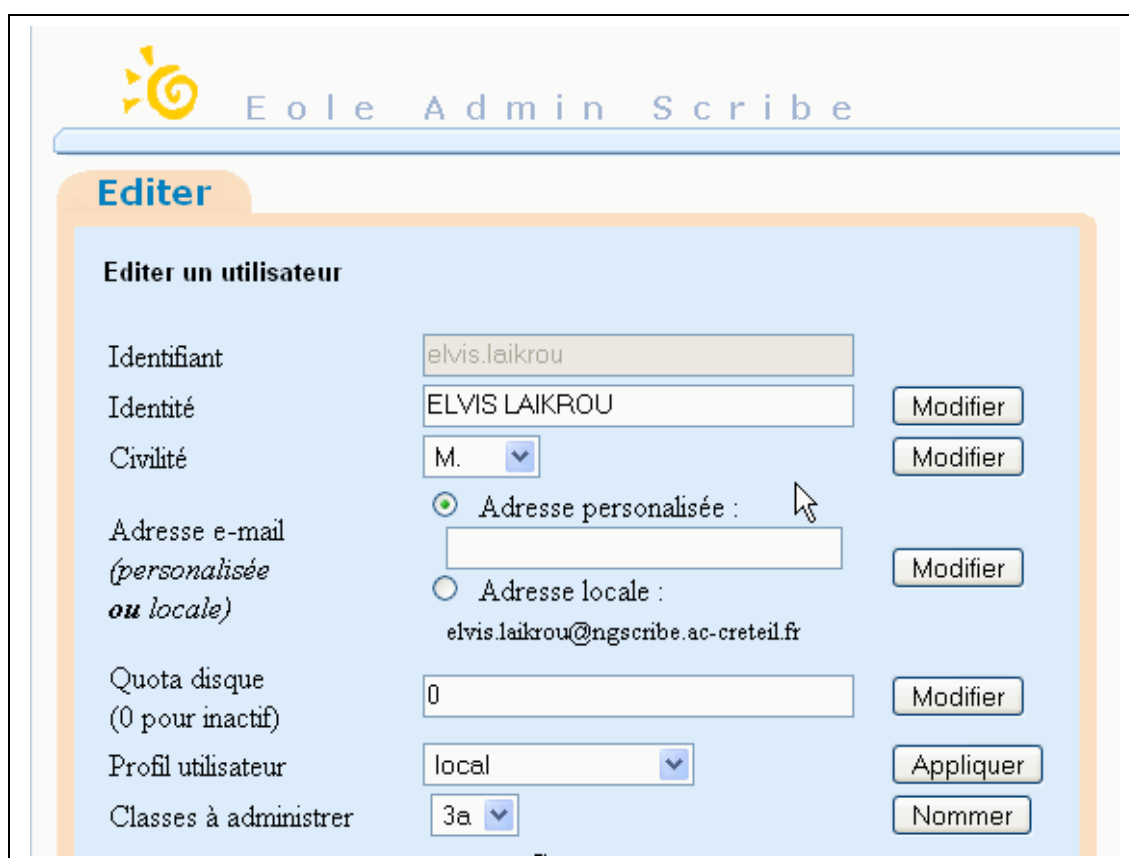 Eole Admin Scribe
Editer
Editer un utilisateur
Identifiant elvis.laikrou
Identité ELVIS LAIKROU Modifier
Civilité M. Modifier
Adresse personalisée :
Adresse e-mail
(personalisée Modifier
ou locale) Adresse locale :
elvis.laikrou@ngscribe.ac-creteil.fr
Quota disque
(0 pour inactif) 0 Modifier
Profil utilisateur local Appliquer
Classes à administrer 3a Nommer